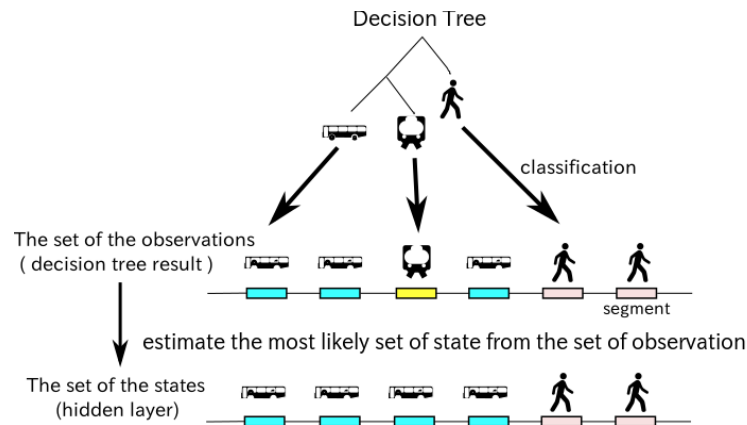 Decision Tree
classification
The set of the observations
( decision tree result )
segment
estimate the most likely set of state from the set of observation
The set of the states
(hidden layer)